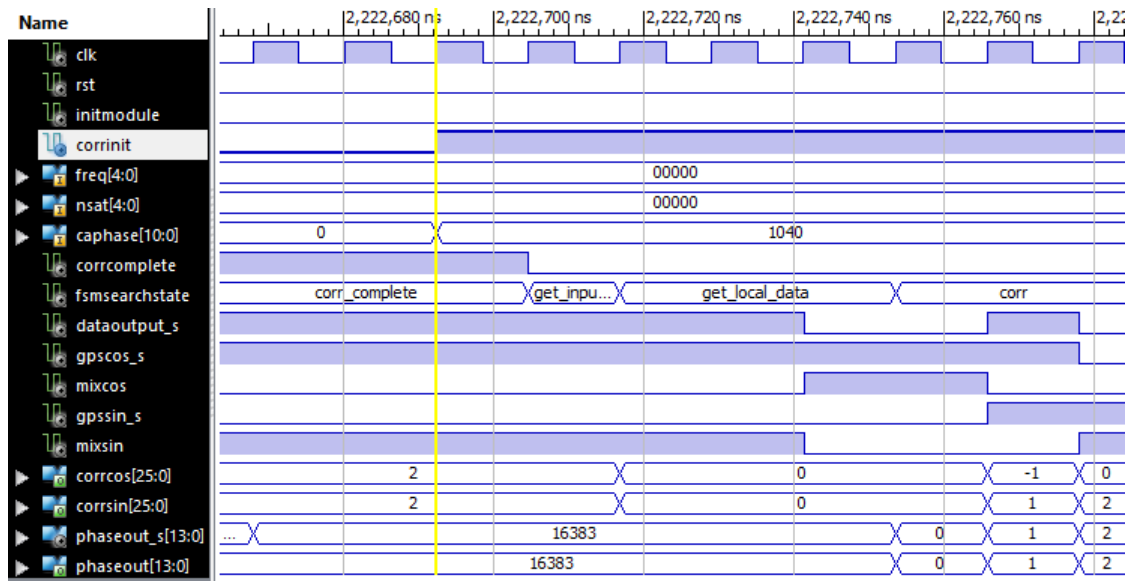 Name 2,222,680 ns 2,222,700 ns 2,222,720 ns 2,222,740 ns 2,222,760 ns 2,22
clk
rst
initmodule
corrinit
freq[4:0] 00000
nsat[4:0] 00000
caphase[10:0] 0 1040
corrcomplete
fsmsearchstate corr_complete get_inpu... get_local_data corr
dataoutput_s
gpscos_s
mixcos
gpssin_s
mixsin
corrcos[25:0] 2 0 -1 0
corrsin[25:0] 2 0 1 2
phaseout_s[13:0] ... 16383 0 1 2
phaseout[13:0] 16383 0 1 2